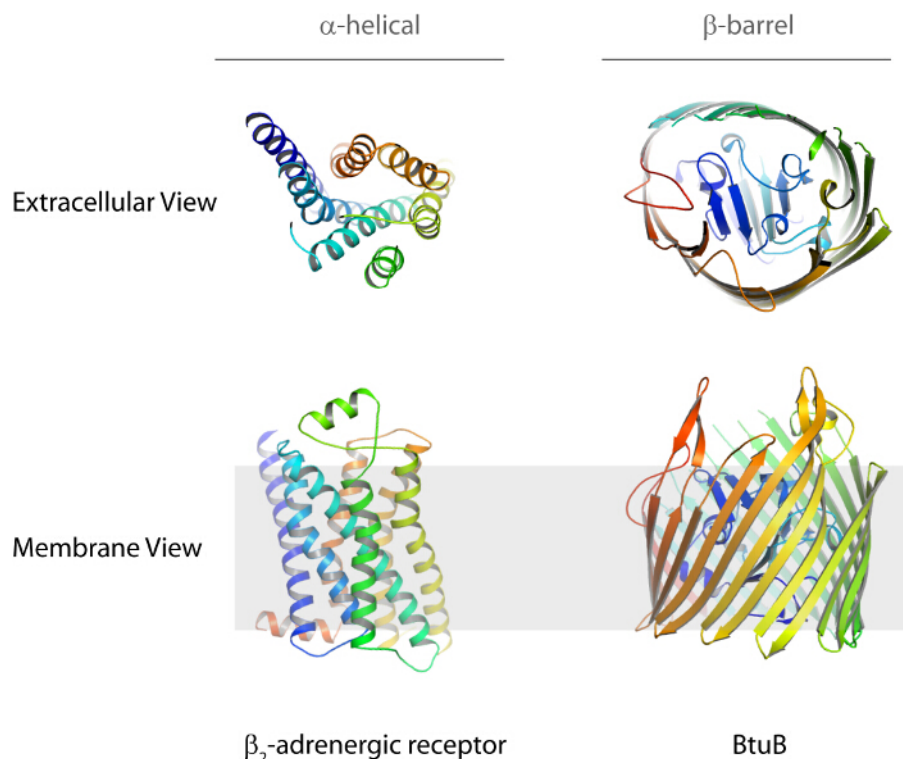 α-helical
β-barrel
Extracellular View
Membrane View
β₂-adrenergic receptor
BtuB